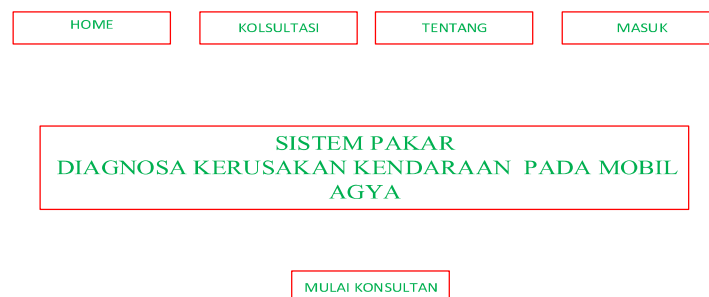 HOME
KOLSULTASI
TENTANG
MASUK
SISTEM PAKAR
DIAGNOSA KERUSAKAN KENDARAAN PADA MOBIL
AGYA
MULAI KONSULTAN